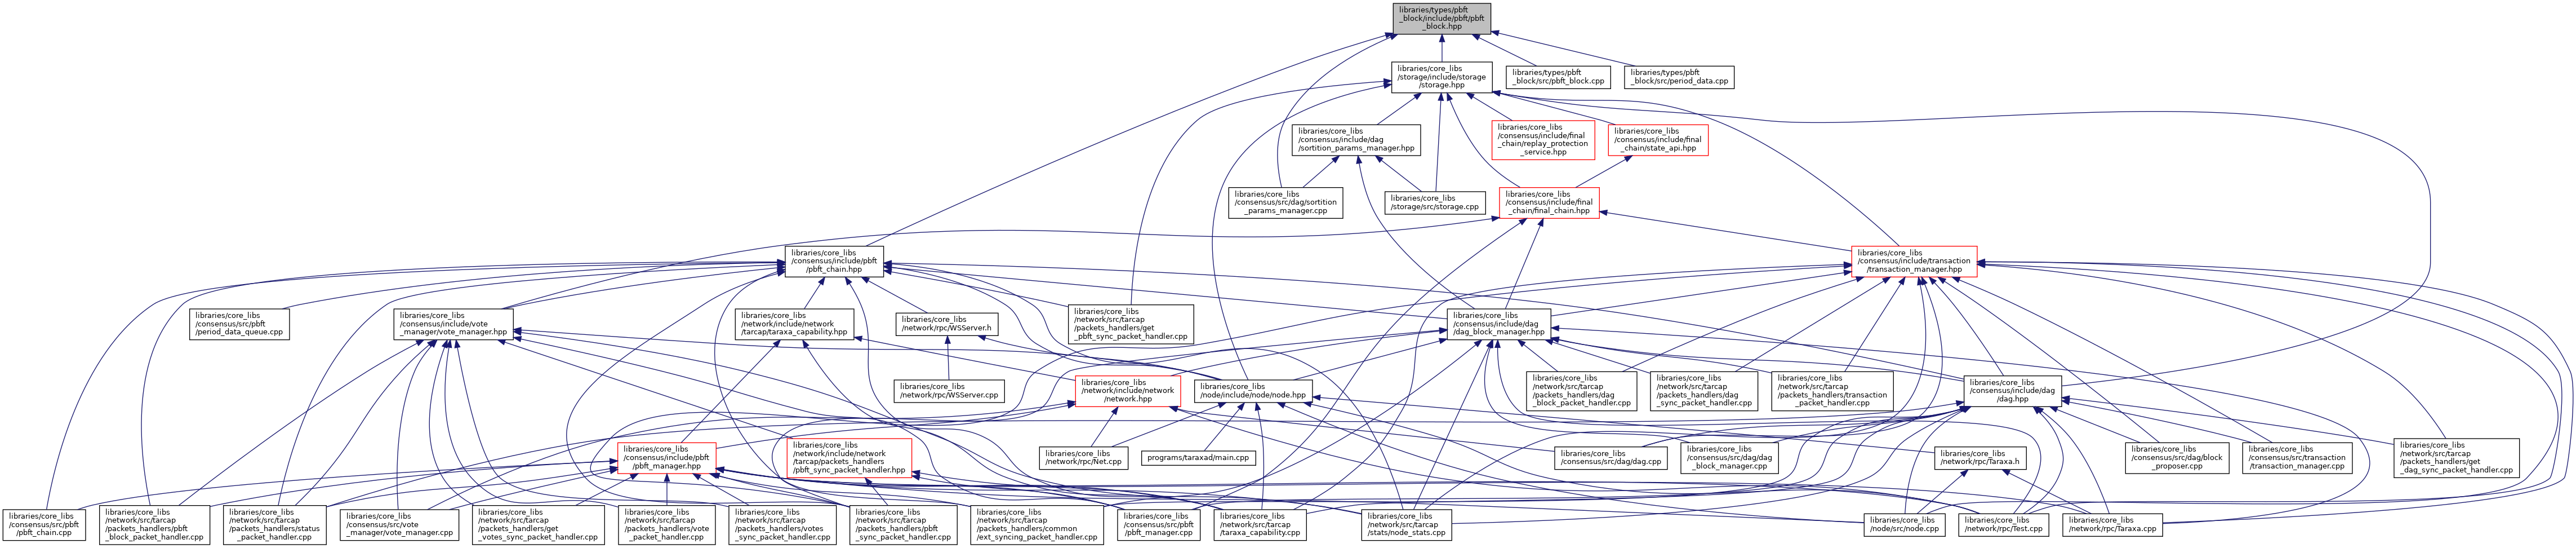 libraries/types/pbft
_block/include/pbft/pbft
_block.hpp
libraries/core_libs
/storage/include/storage
/storage.hpp
libraries/types/pbft
_block/src/pbft_block.cpp
libraries/types/pbft
_block/src/period_data.cpp
libraries/core_libs
/consensus/include/dag
/sortition_params_manager.hpp
libraries/core_libs
/consensus/include/final
_chain/replay_protection
_service.hpp
libraries/core_libs
/consensus/include/final
_chain/state_api.hpp
libraries/core_libs
/consensus/src/dag/sortition
_params_manager.cpp
libraries/core_libs
/storage/src/storage.cpp
libraries/core_libs
/consensus/include/final
_chain/final_chain.hpp
libraries/core_libs
/consensus/include/pbft
/pbft_chain.hpp
libraries/core_libs
/consensus/include/transaction
/transaction_manager.hpp
libraries/core_libs
/consensus/src/pbft
/period_data_queue.cpp
libraries/core_libs
/consensus/include/vote
_manager/vote_manager.hpp
libraries/core_libs
/network/include/network
/tarcap/taraxa_capability.hpp
libraries/core_libs
/network/rpc/WSServer.h
libraries/core_libs
/network/src/tarcap
/packets_handlers/get
_pbft_sync_packet_handler.cpp
libraries/core_libs
/consensus/include/dag
/dag_block_manager.hpp
libraries/core_libs
/network/rpc/WSServer.cpp
libraries/core_libs
/network/include/network
/network.hpp
libraries/core_libs
/node/include/node/node.hpp
libraries/core_libs
/network/src/tarcap
/packets_handlers/dag
_block_packet_handler.cpp
libraries/core_libs
/network/src/tarcap
/packets_handlers/dag
_sync_packet_handler.cpp
libraries/core_libs
/network/src/tarcap
/packets_handlers/transaction
_packet_handler.cpp
libraries/core_libs
/consensus/include/dag
/dag.hpp
libraries/core_libs
/consensus/include/pbft
/pbft_manager.hpp
libraries/core_libs
/network/include/network
/tarcap/packets_handlers
/pbft_sync_packet_handler.hpp
libraries/core_libs
/network/rpc/Net.cpp
programs/taraxad/main.cpp
libraries/core_libs
/consensus/src/dag/dag.cpp
libraries/core_libs
/consensus/src/dag/dag
_block_manager.cpp
libraries/core_libs
/network/rpc/Taraxa.h
libraries/core_libs
/consensus/src/dag/block
_proposer.cpp
libraries/core_libs
/consensus/src/transaction
/transaction_manager.cpp
libraries/core_libs
/network/src/tarcap
/packets_handlers/get
_dag_sync_packet_handler.cpp
libraries/core_libs
/consensus/src/pbft
/pbft_chain.cpp
libraries/core_libs
/network/src/tarcap
/packets_handlers/pbft
_block_packet_handler.cpp
libraries/core_libs
/network/src/tarcap
/packets_handlers/status
_packet_handler.cpp
libraries/core_libs
/consensus/src/vote
_manager/vote_manager.cpp
libraries/core_libs
/network/src/tarcap
/packets_handlers/get
_votes_sync_packet_handler.cpp
libraries/core_libs
/network/src/tarcap
/packets_handlers/vote
_packet_handler.cpp
libraries/core_libs
/network/src/tarcap
/packets_handlers/votes
_sync_packet_handler.cpp
libraries/core_libs
/network/src/tarcap
/packets_handlers/pbft
_sync_packet_handler.cpp
libraries/core_libs
/network/src/tarcap
/packets_handlers/common
/ext_syncing_packet_handler.cpp
libraries/core_libs
/consensus/src/pbft
/pbft_manager.cpp
libraries/core_libs
/network/src/tarcap
/taraxa_capability.cpp
libraries/core_libs
/network/src/tarcap
/stats/node_stats.cpp
libraries/core_libs
/node/src/node.cpp
libraries/core_libs
/network/rpc/Test.cpp
libraries/core_libs
/network/rpc/Taraxa.cpp